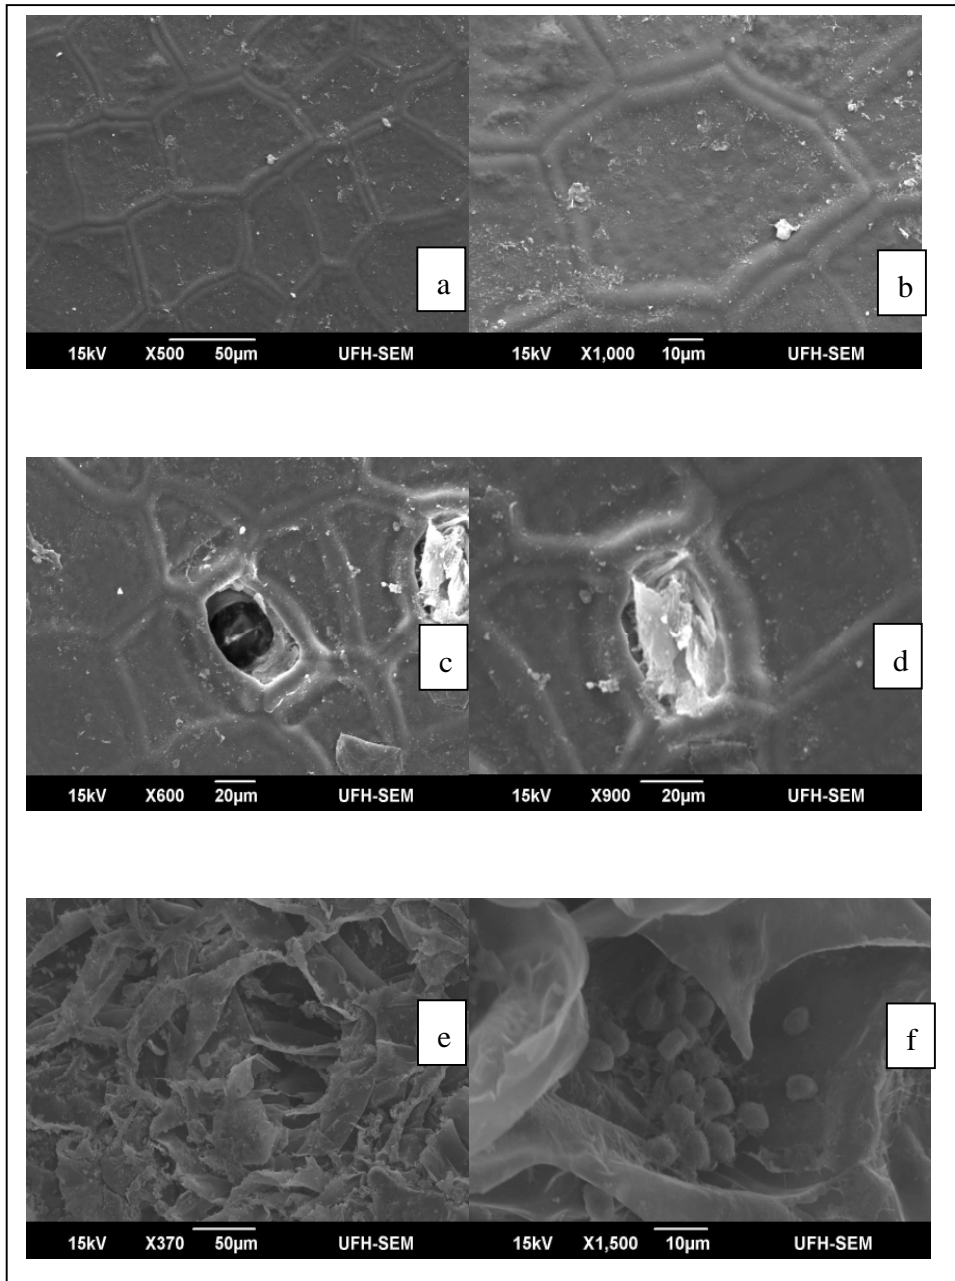 a
b
15kV X500 50µm UFH-SEM
15kV X1,000 10µm UFH-SEM
c
d
15kV X600 20µm UFH-SEM
15kV X900 20µm UFH-SEM
e
f
15kV X370 50µm UFH-SEM
15kV X1,500 10µm UFH-SEM